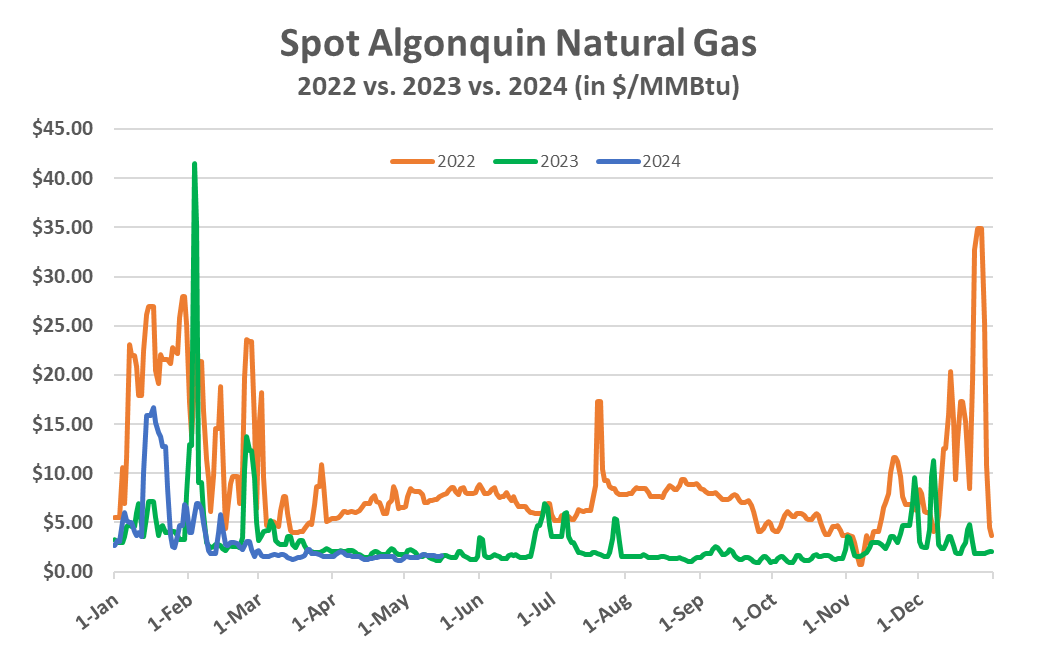 Spot Algonquin Natural Gas
2022 vs. 2023 vs. 2024 (in $/MMBtu)
$45.00
2022 2023 2024
$40.00
$35.00
$30.00
$25.00
$20.00
$15.00
$10.00
$5.00
$0.00
1-Jan 1-Feb 1-Mar 1-Apr 1-May 1-Jun 1-Jul 1-Aug 1-Sep 1-Oct 1-Nov 1-Dec